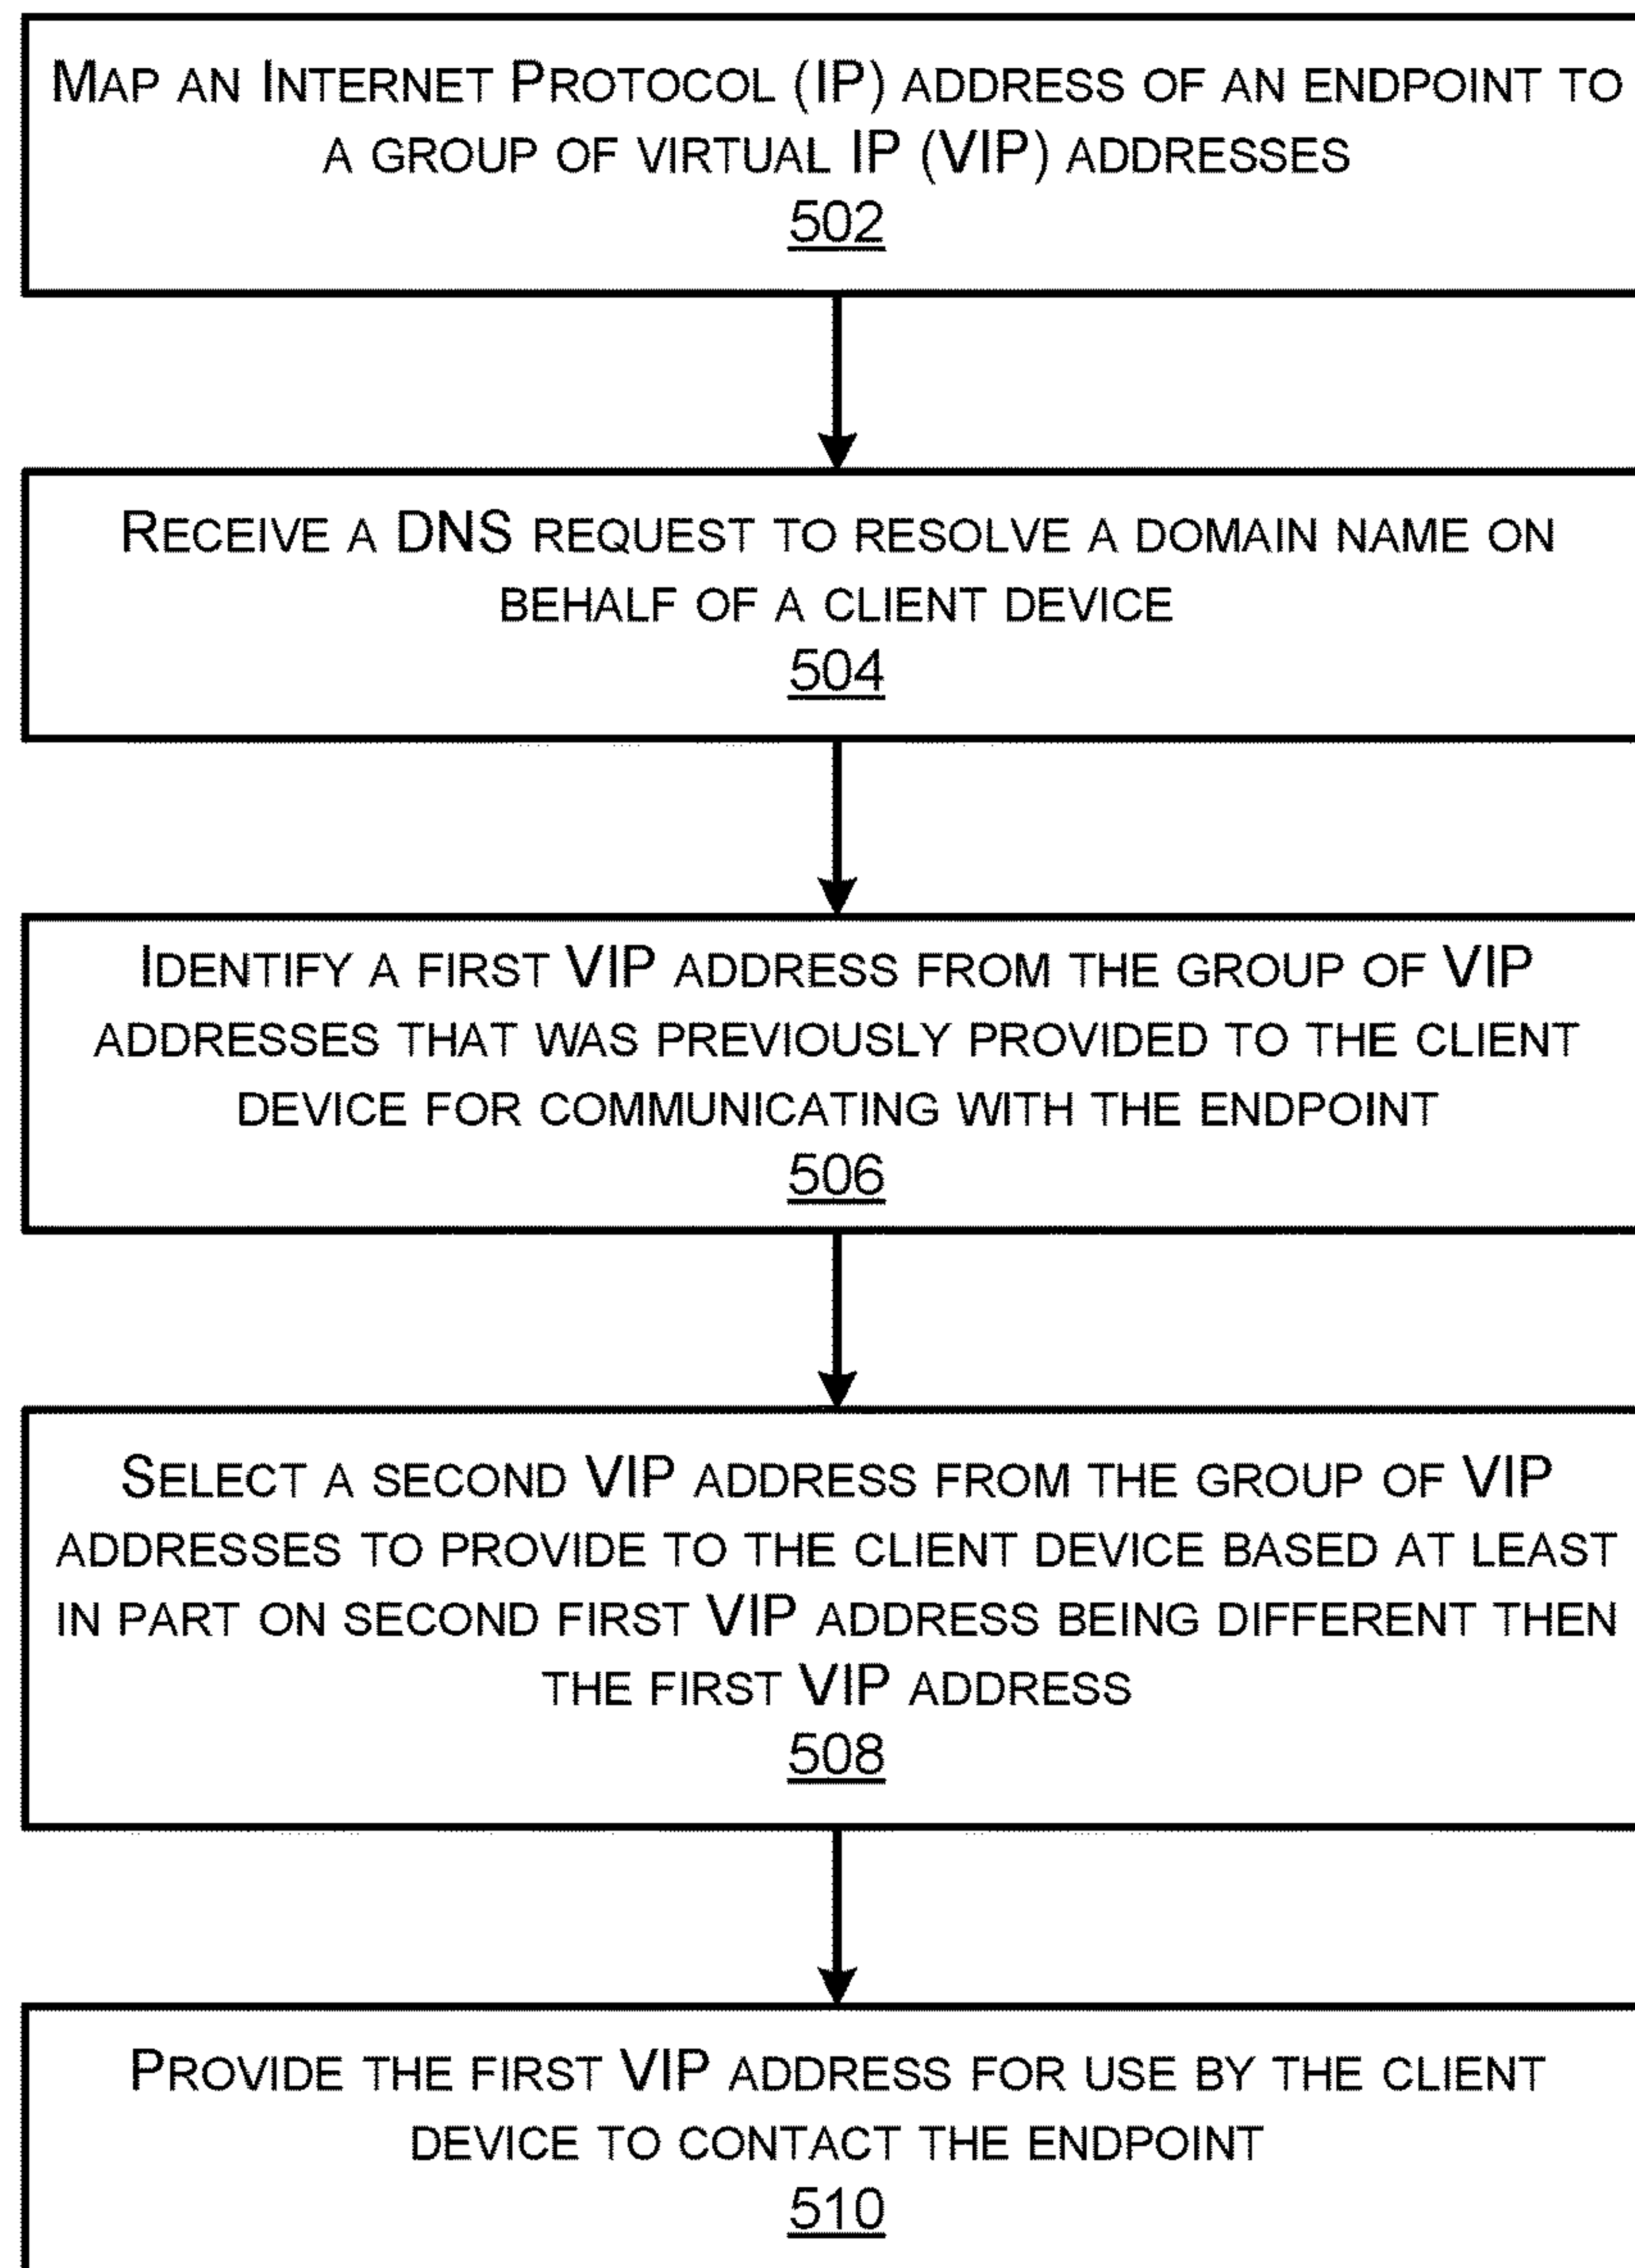 MAP AN INTERNET PROTOCOL (IP) ADDRESS OF AN ENDPOINT TO
A GROUP OF VIRTUAL IP (VIP) ADDRESSES
502
RECEIVE A DNS REQUEST TO RESOLVE A DOMAIN NAME ON
BEHALF OF A CLIENT DEVICE
504
IDENTIFY A FIRST VIP ADDRESS FROM THE GROUP OF VIP
ADDRESSES THAT WAS PREVIOUSLY PROVIDED TO THE CLIENT
DEVICE FOR COMMUNICATING WITH THE ENDPOINT
506
SELECT A SECOND VIP ADDRESS FROM THE GROUP OF VIP
ADDRESSES TO PROVIDE TO THE CLIENT DEVICE BASED AT LEAST
IN PART ON SECOND FIRST VIP ADDRESS BEING DIFFERENT THEN
THE FIRST VIP ADDRESS
508
PROVIDE THE FIRST VIP ADDRESS FOR USE BY THE CLIENT
DEVICE TO CONTACT THE ENDPOINT
510